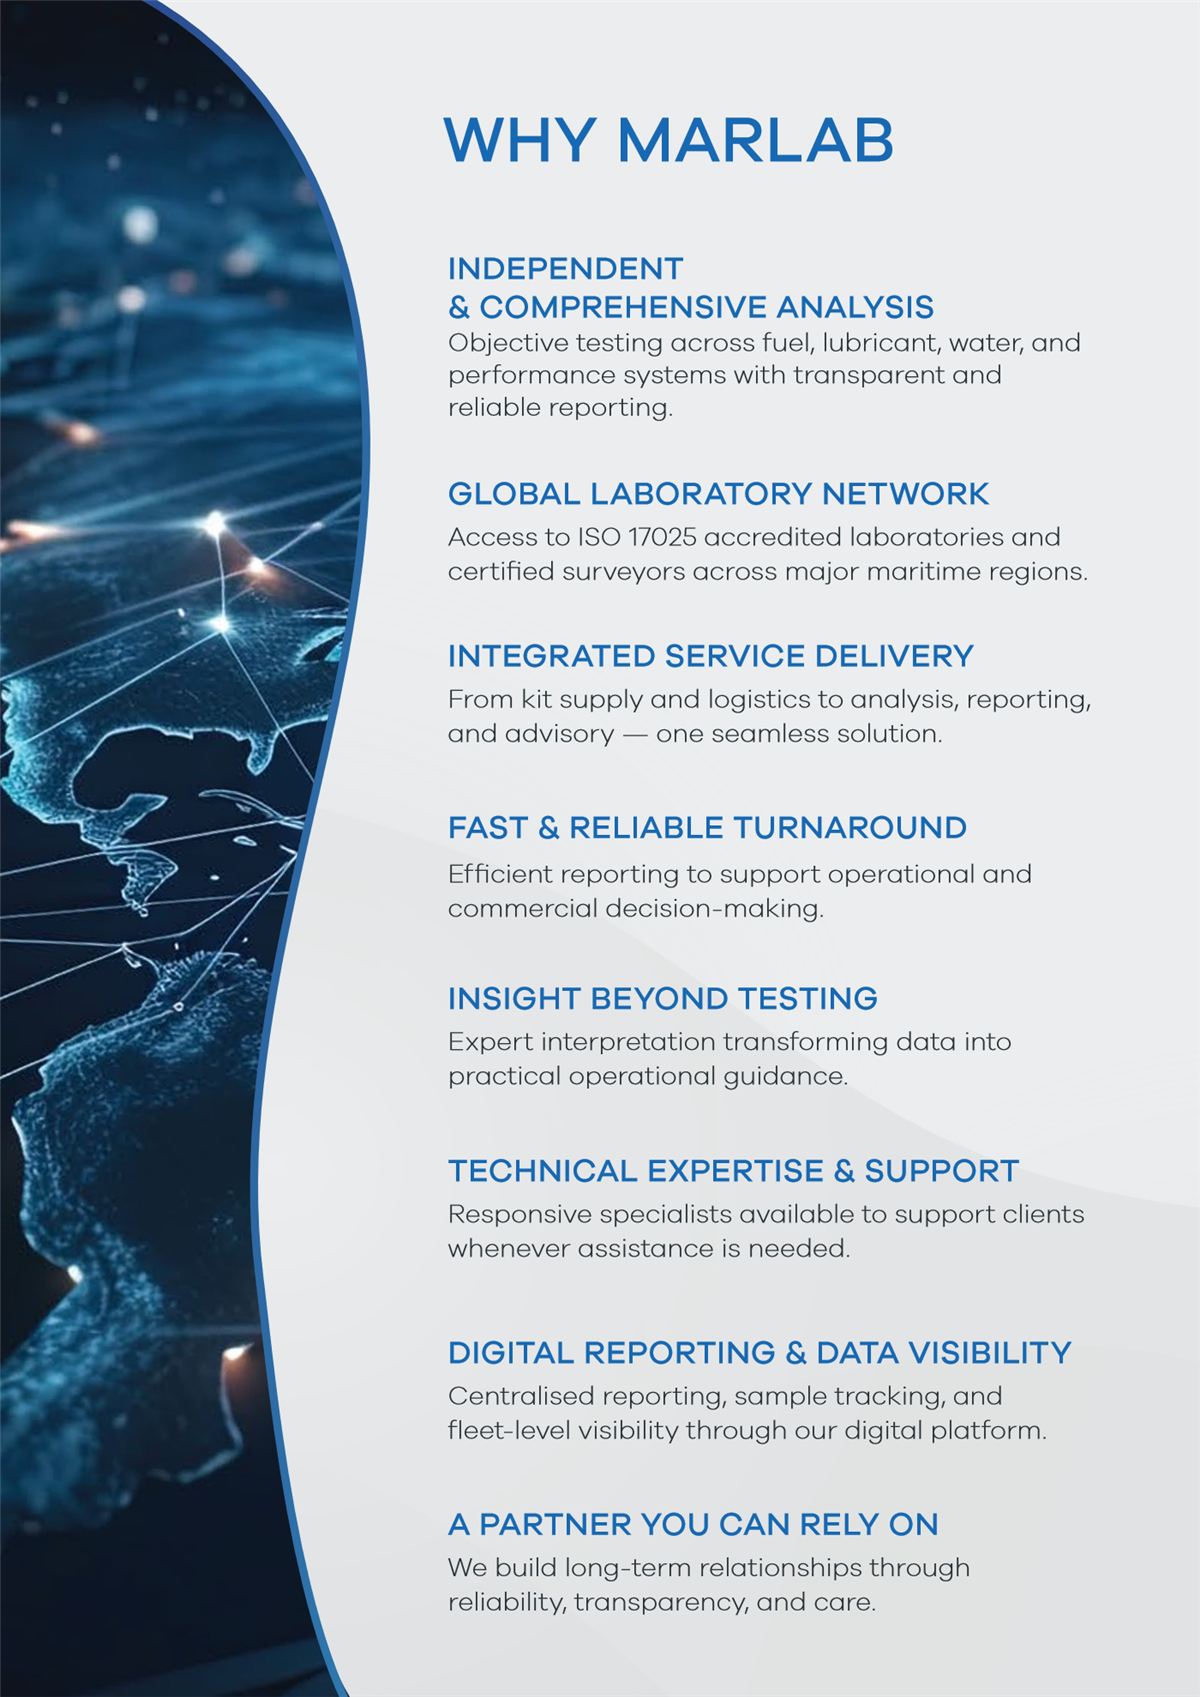 WHY MARLAB
INDEPENDENT
& COMPREHENSIVE ANALYSIS
Objective testing across fuel, lubricant, water, and
performance systems with transparent and
reliable reporting.
GLOBAL LABORATORY NETWORK
Access to ISO 17025 accredited laboratories and
certified surveyors across major maritime regions.
INTEGRATED SERVICE DELIVERY
From kit supply and logistics to analysis, reporting,
and advisory — one seamless solution.
FAST & RELIABLE TURNAROUND
Efficient reporting to support operational and
commercial decision-making.
INSIGHT BEYOND TESTING
Expert interpretation transforming data into
practical operational guidance.
TECHNICAL EXPERTISE & SUPPORT
Responsive specialists available to support clients
whenever assistance is needed.
DIGITAL REPORTING & DATA VISIBILITY
Centralised reporting, sample tracking, and
fleet-level visibility through our digital platform.
A PARTNER YOU CAN RELY ON
We build long-term relationships through
reliability, transparency, and care.